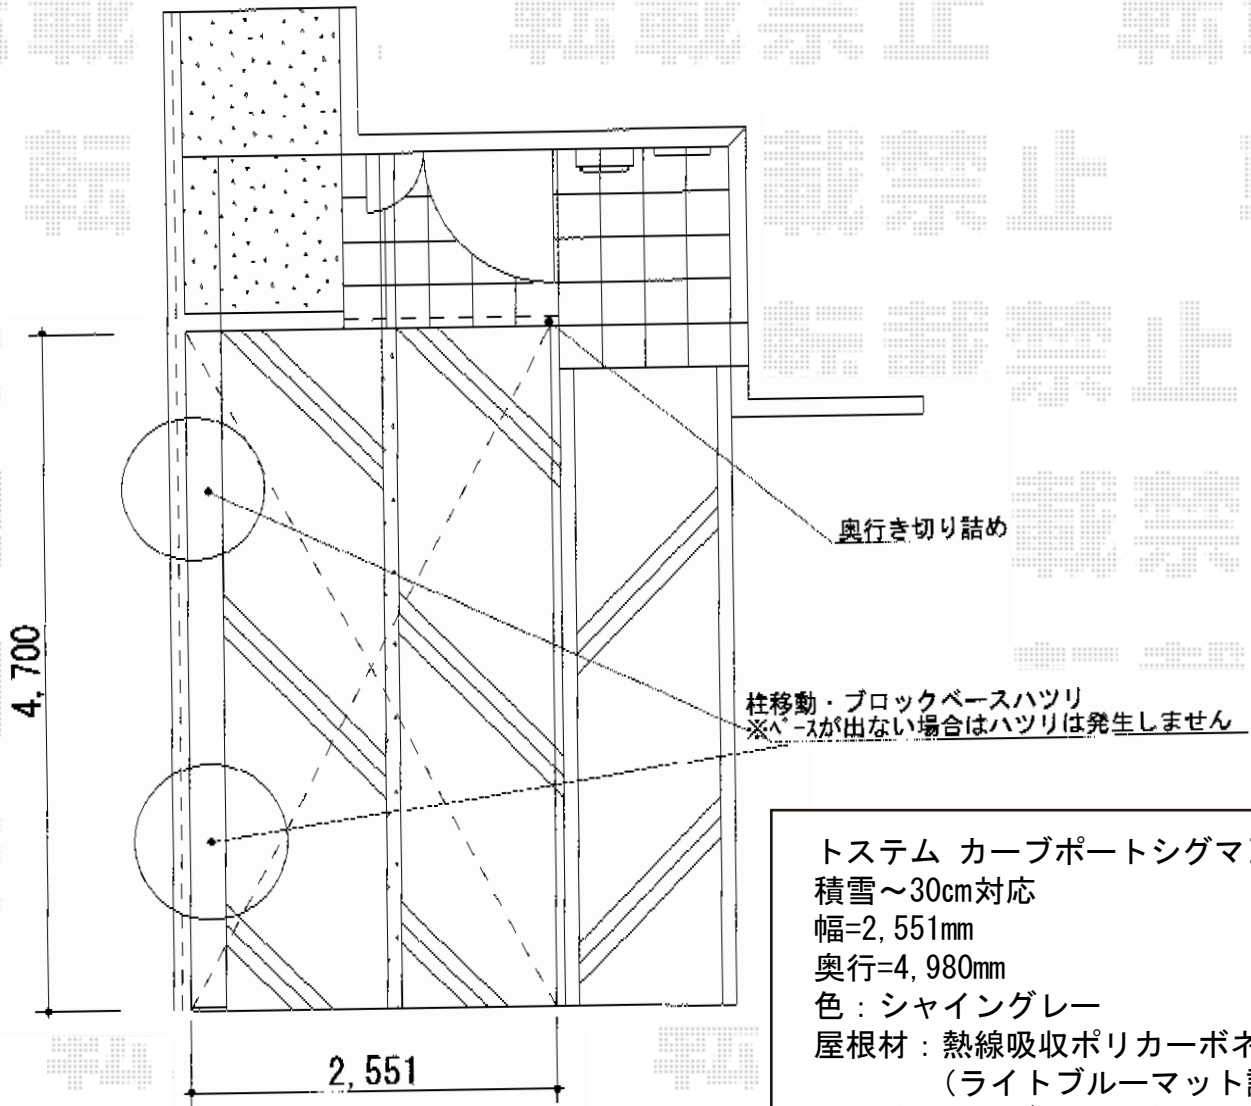 転載禁止
奥行き切り詰め
4,700
柱移動・ブロックベースハツリ
※ベースが出ない場合はハツリは発生しません
トステム カーブポートシグマ
積雪～30cm対応
幅=2,551mm
奥行=4,980mm
色：シャイングレー
屋根材：熱線吸収ポリカーボネ
（ライトブルーマット調
2,551